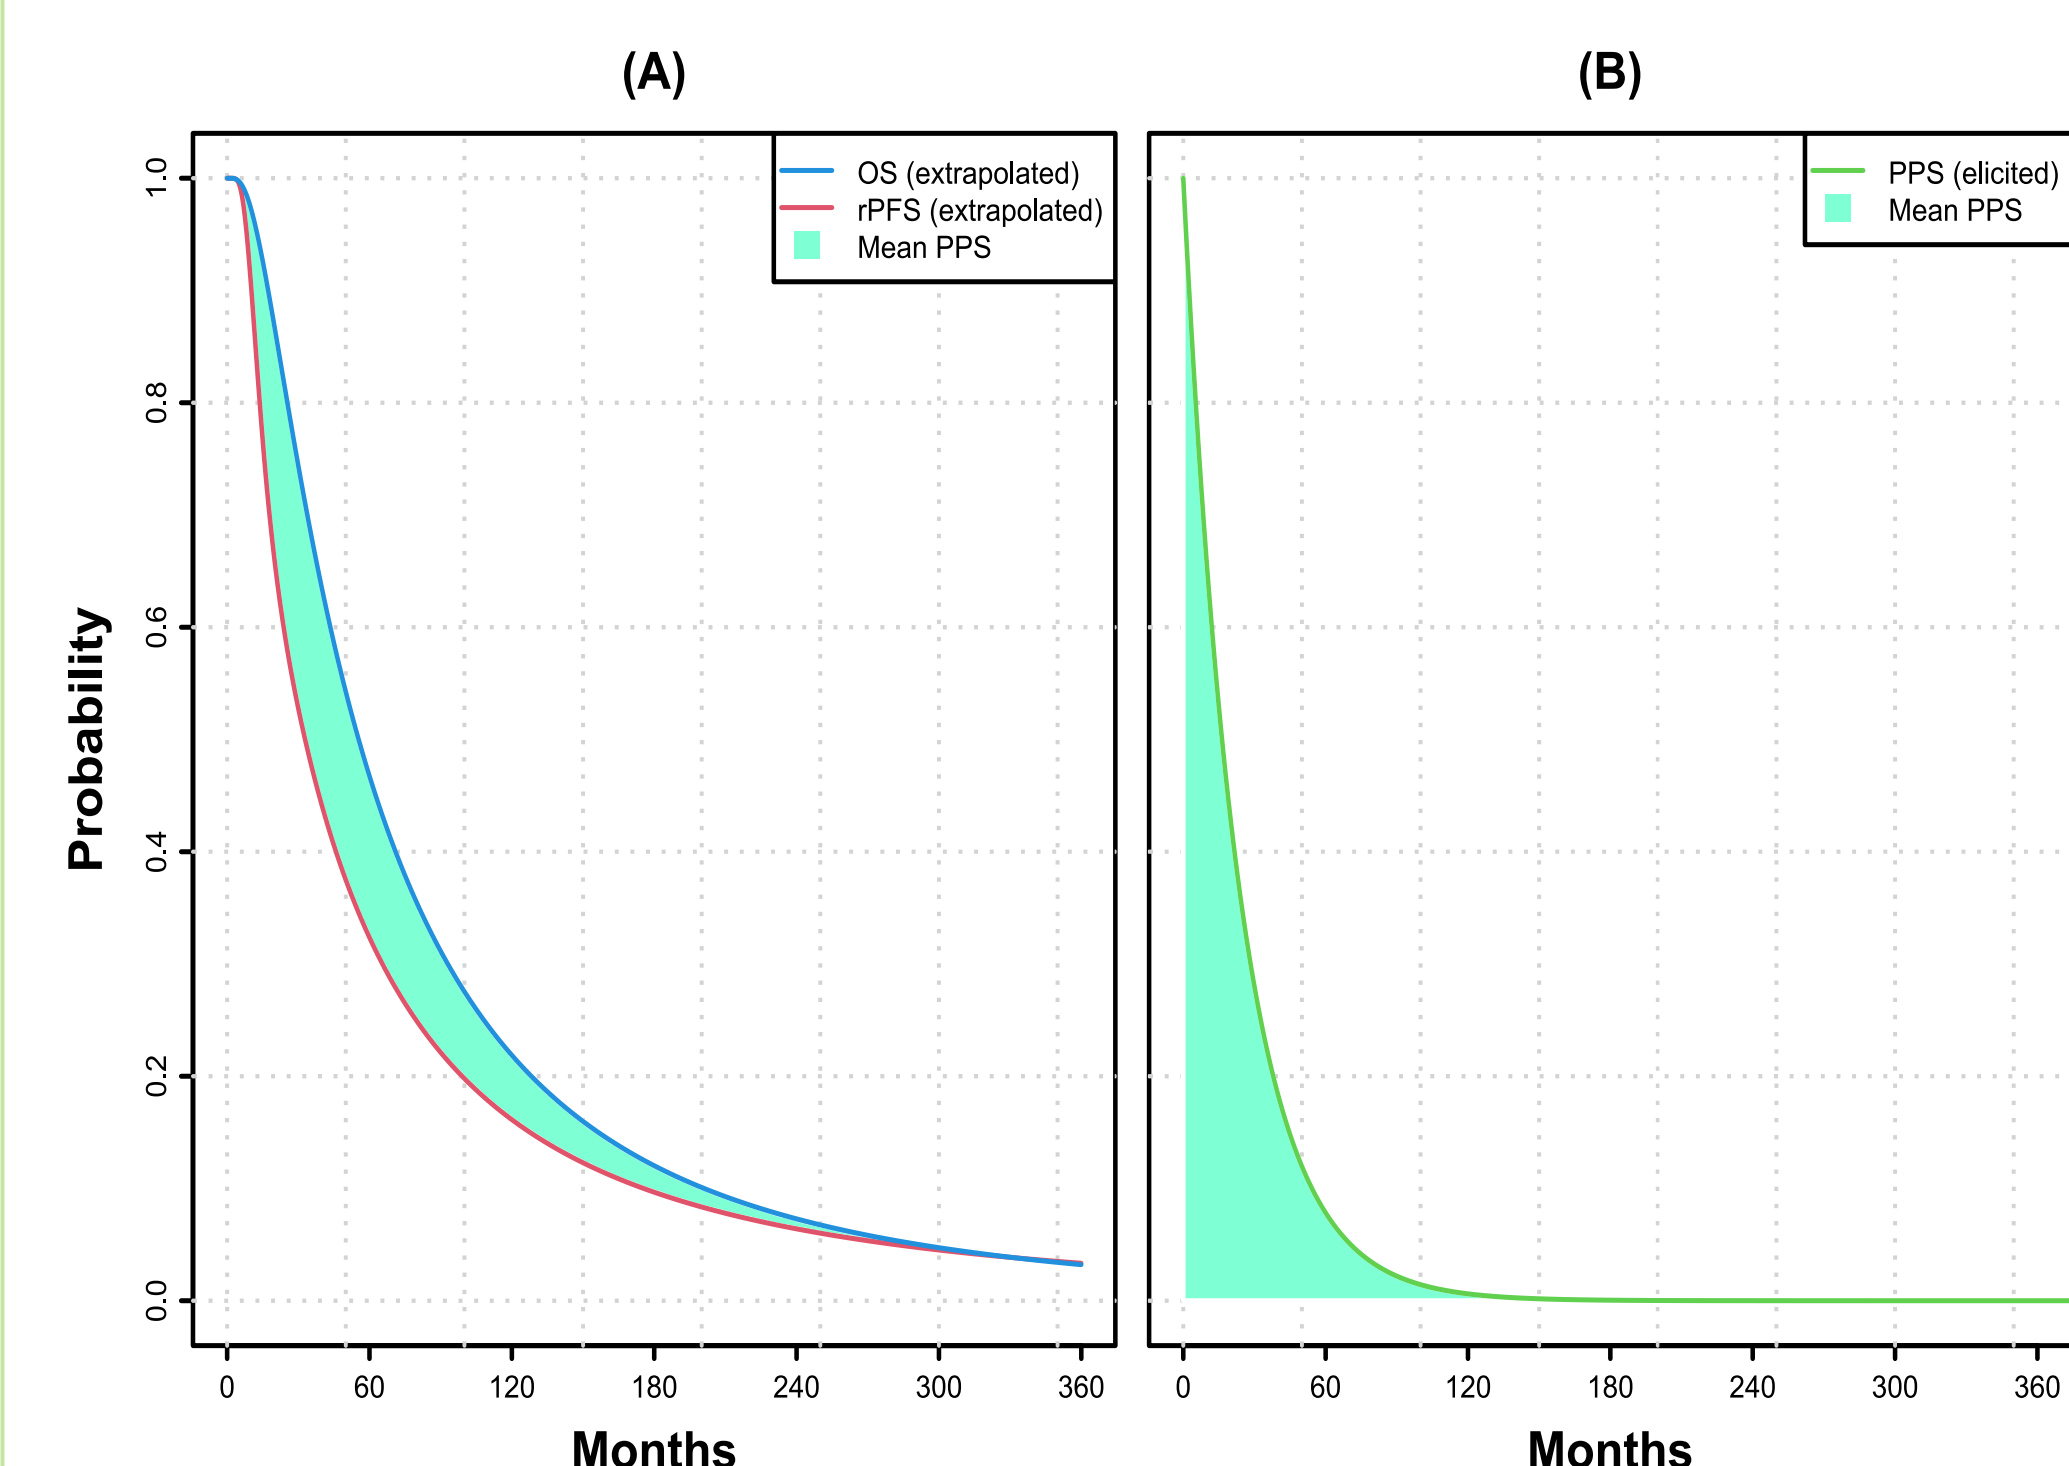 (A)
(B)
OS (extrapolated)
rPFS (extrapolated)
Mean PPS
PPS (elicited)
Mean PPS
Probability
1.0
0.8
0.6
0.4
0.2
0.0
0 60 120 180 240 300 360
0 60 120 180 240 300 360
Months
Months